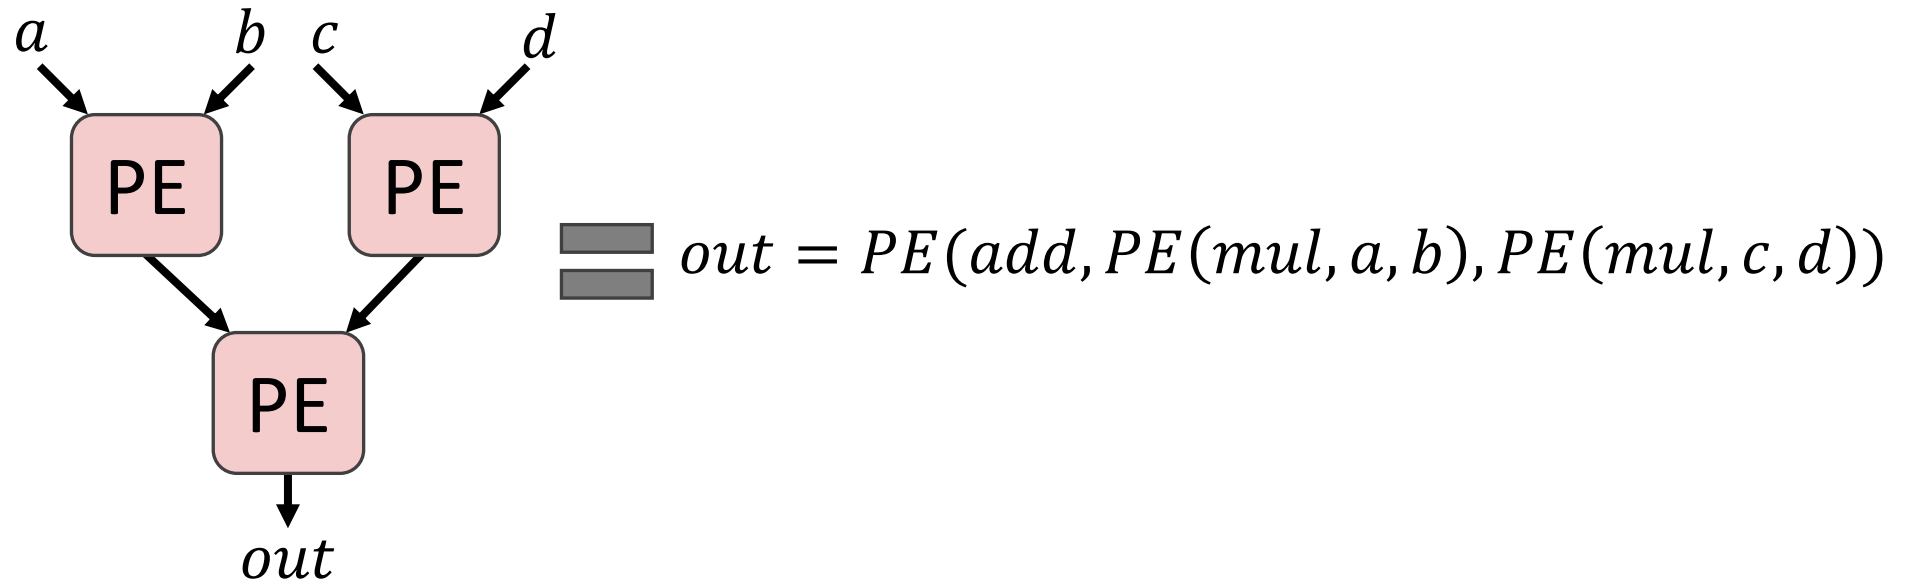 a b c d
PE PE
out = PE(add, PE(mul, a, b), PE(mul, c, d))
PE
out